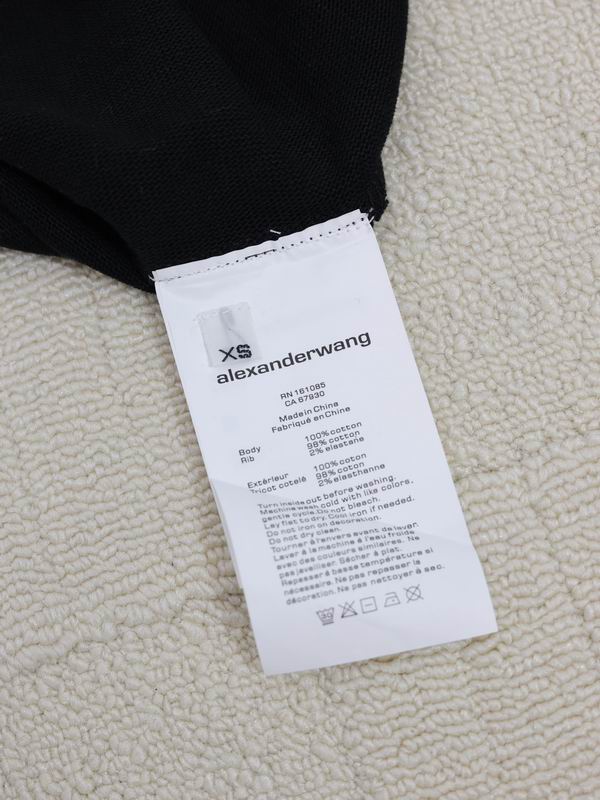 XS
alexanderwang
RN 161085
CA 67930
Made in China
Fabriqué en Chine
Body 100% cotton
Rib 98% cotton
2% elastane
Extérieur 100% coton
Tricot cotelé 98% coton
2% elasthanne
Turn inside out before washing.
Machine wash cold with like colors,
gentle cycle. Do not bleach.
Lay flat to dry. Cool iron if needed.
Do not iron on decoration.
Do not dry clean.
Tourner à l'envers avant de laver
Laver à la machine à l'eau froide
avec des couleurs similaires. Ne
pas javelliser. Sécher à plat.
Repasser à basse température si
nécessaire. Ne pas repasser la
décoration. Ne pas nettoyer à sec.
30